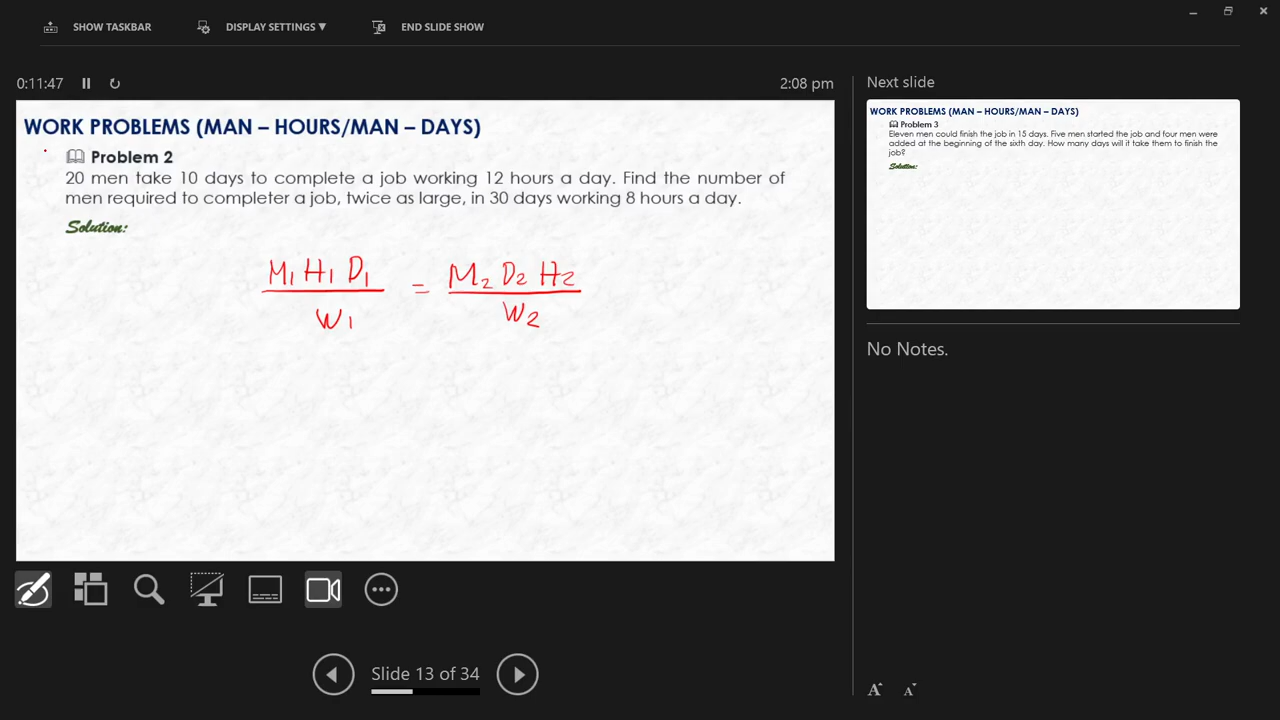 SHOW TASKBAR DISPLAY SETTINGS ▼ END SLIDE SHOW
0:11:47 2:08 pm
WORK PROBLEMS (MAN – HOURS/MAN – DAYS)
Problem 2
20 men take 10 days to complete a job working 12 hours a day. Find the number of
men required to completer a job, twice as large, in 30 days working 8 hours a day.
Solution:
M1 H1 D1 = M2 D2 H2
W1 W2
Slide 13 of 34
Next slide
WORK PROBLEMS (MAN – HOURS/MAN – DAYS)
Problem 3
Eleven men could finish the job in 15 days. Five men started the job and four men were
added at the beginning of the sixth day. How many days will it take them to finish the
job?
Solution:
No Notes.
A A